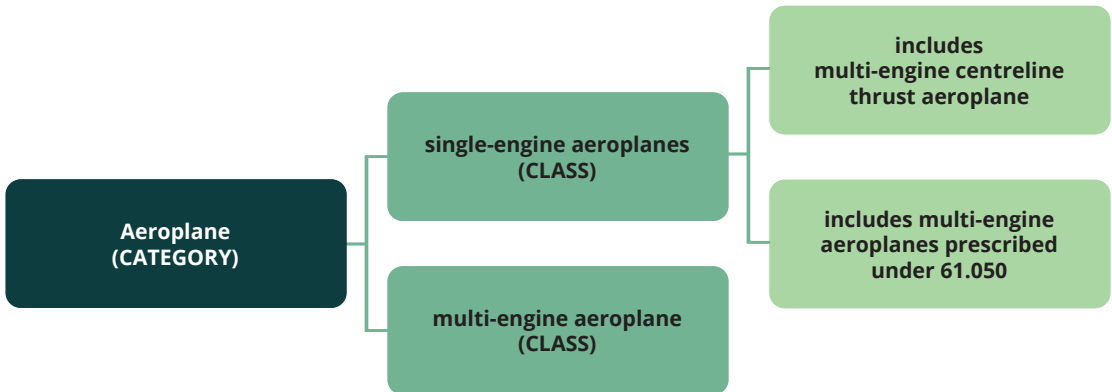 Aeroplane
(CATEGORY)
single-engine aeroplanes
(CLASS)
multi-engine aeroplane
(CLASS)
includes
multi-engine centreline
thrust aeroplane
includes multi-engine
aeroplanes prescribed
under 61.050